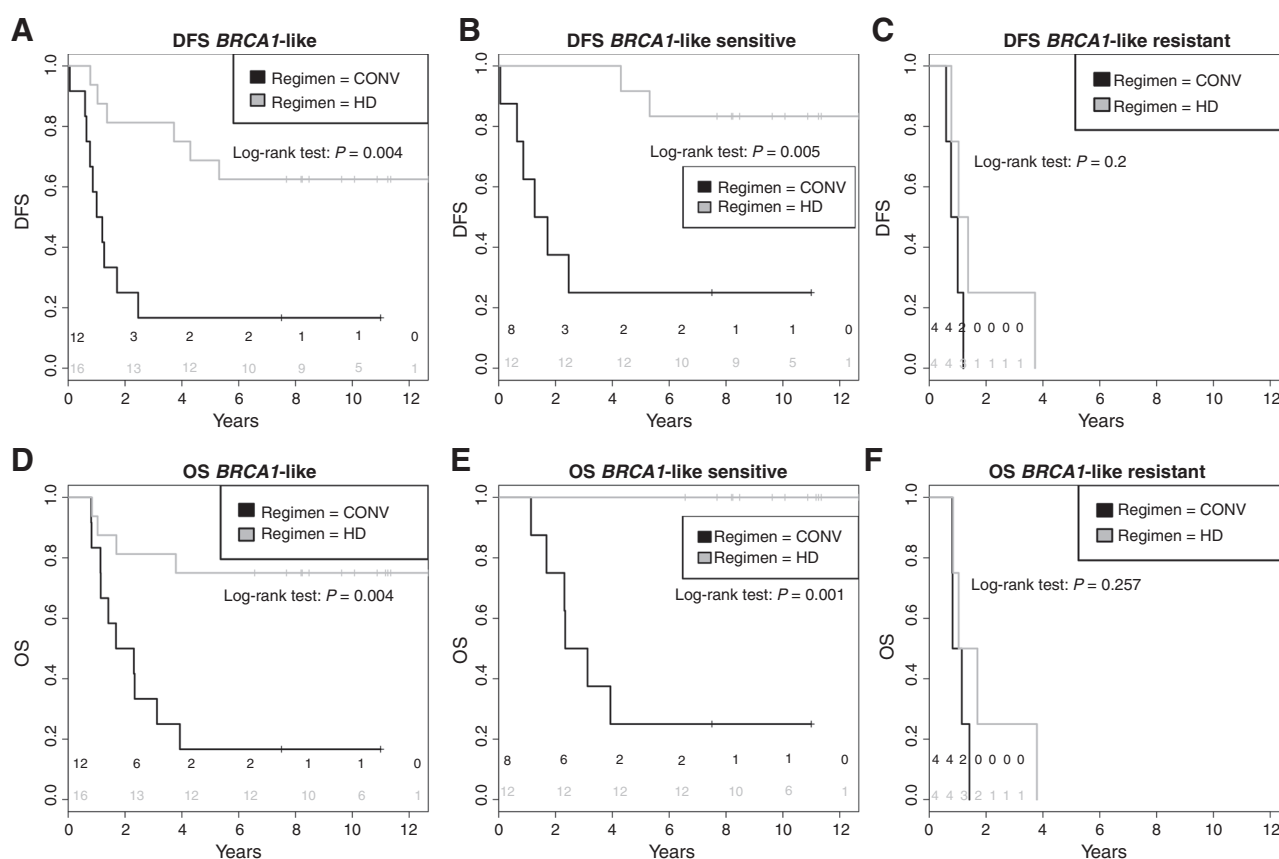 A
DFS BRCA1-like
Regimen = CONV
Regimen = HD
Log-rank test: P = 0.004
DFS
1.0
0.8
0.6
0.4
0.2
0.0
12 3 2 2 1 1 0
16 13 12 10 9 5 1
0 2 4 6 8 10 12
Years
B
DFS BRCA1-like sensitive
Log-rank test: P = 0.005
Regimen = CONV
Regimen = HD
DFS
1.0
0.8
0.6
0.4
0.2
0.0
8 3 2 2 1 1 0
12 12 12 10 9 5 1
0 2 4 6 8 10 12
Years
C
DFS BRCA1-like resistant
Regimen = CONV
Regimen = HD
Log-rank test: P = 0.2
DFS
1.0
0.8
0.6
0.4
0.2
0.0
4 4 2 0 0 0 0
4 4 3 1 1 1 1
0 2 4 6 8 10 12
Years
D
OS BRCA1-like
Regimen = CONV
Regimen = HD
Log-rank test: P = 0.004
OS
1.0
0.8
0.6
0.4
0.2
0.0
12 6 2 2 1 1 0
16 13 12 12 10 6 1
0 2 4 6 8 10 12
Years
E
OS BRCA1-like sensitive
Regimen = CONV
Regimen = HD
Log-rank test: P = 0.001
OS
1.0
0.8
0.6
0.4
0.2
0.0
8 6 2 2 1 1 0
12 12 12 12 10 6 1
0 2 4 6 8 10 12
Years
F
OS BRCA1-like resistant
Regimen = CONV
Regimen = HD
Log-rank test: P = 0.257
OS
1.0
0.8
0.6
0.4
0.2
0.0
4 4 2 0 0 0 0
4 4 3 2 1 1 1
0 2 4 6 8 10 12
Years